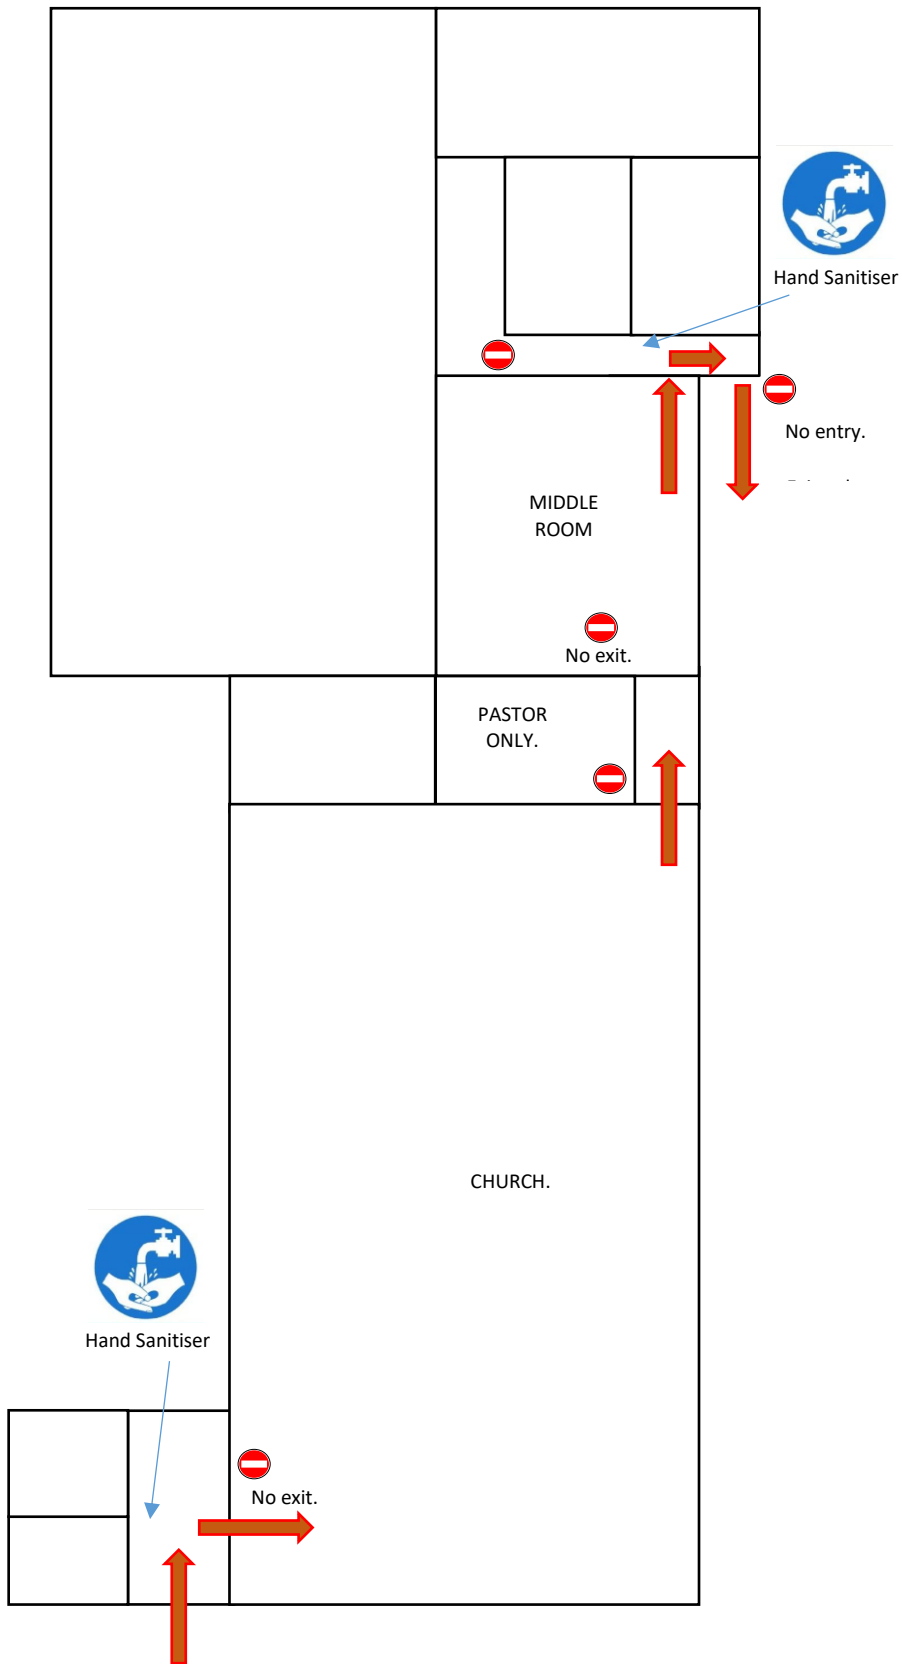 Hand Sanitiser
No entry.
MIDDLE
ROOM
No exit.
PASTOR
ONLY.
CHURCH.
Hand Sanitiser
No exit.